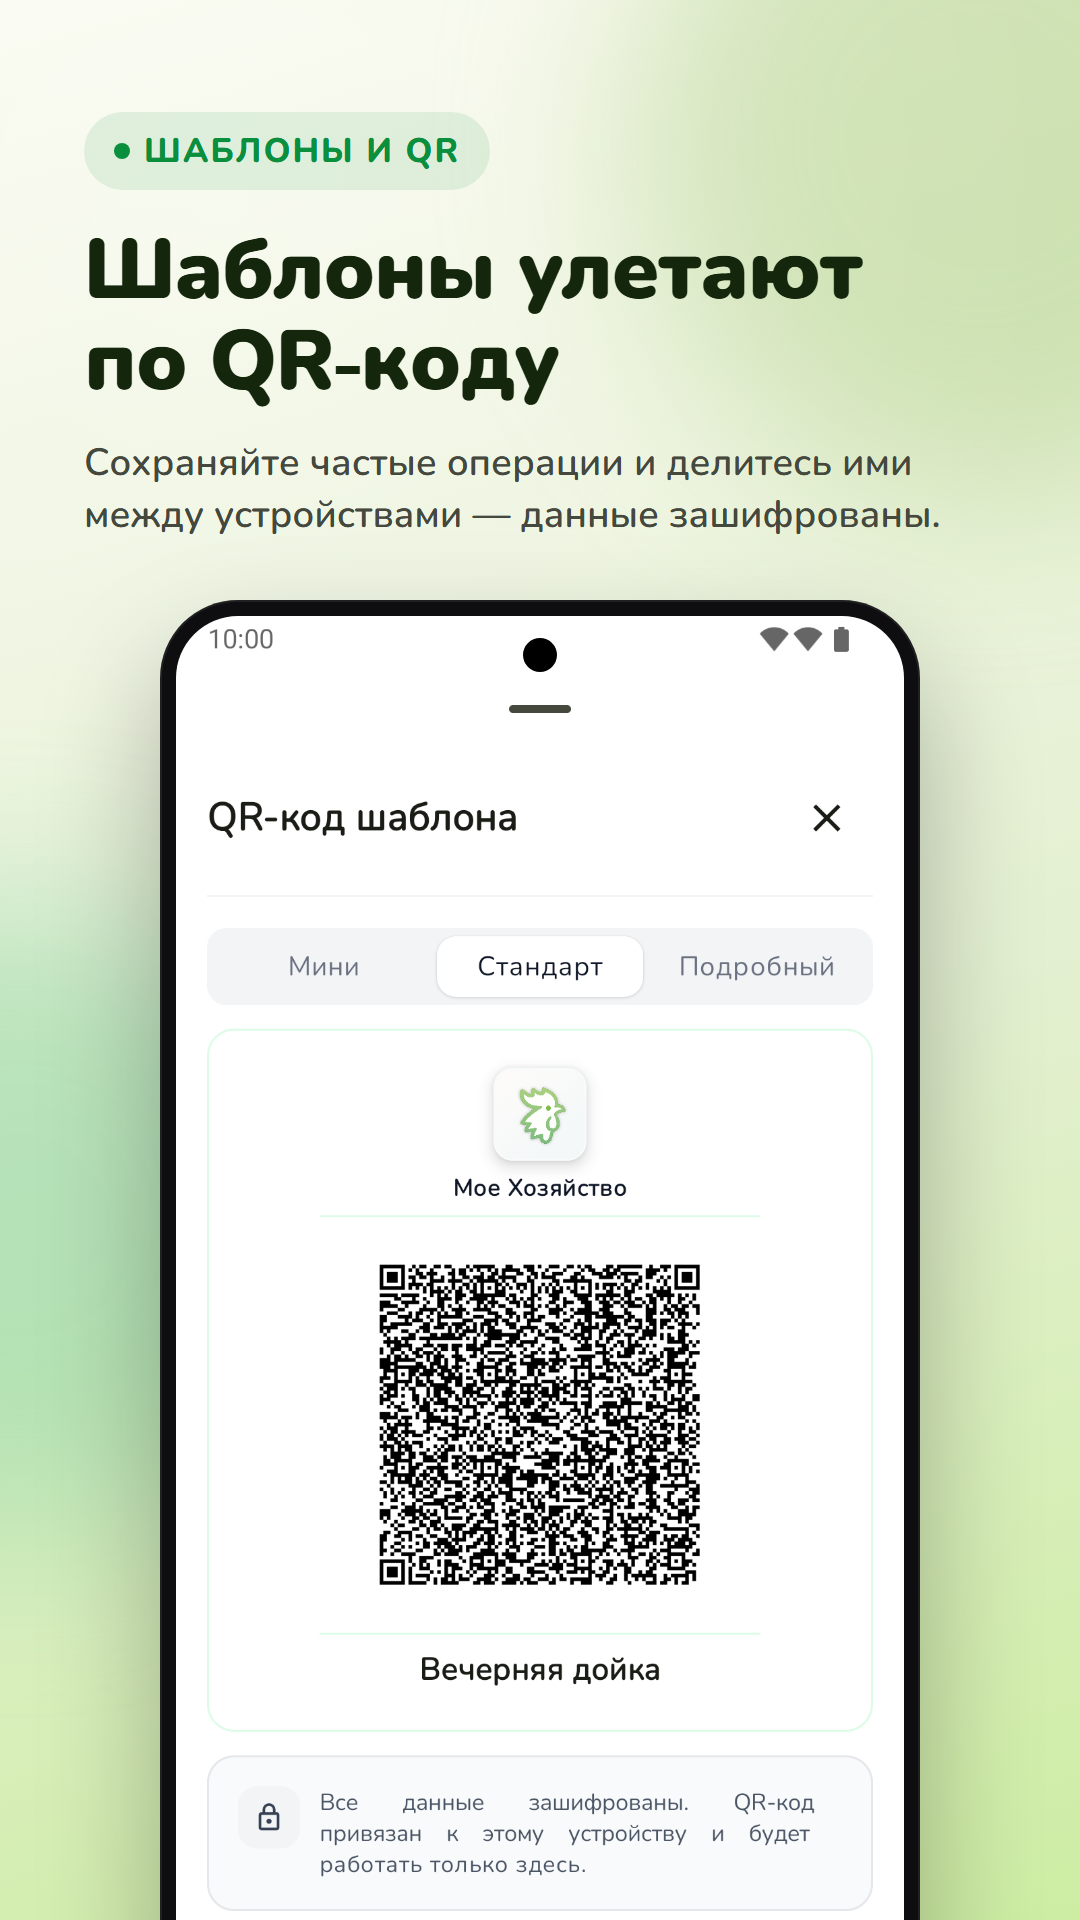 ШАБЛОНЫ И QR
Шаблоны улетают
по QR-коду
Сохраняйте частые операции и делитесь ими
между устройствами — данные зашифрованы.
10:00
QR-код шаблона
Мини Стандарт Подробный
Мое Хозяйство
Вечерняя дойка
Все данные зашифрованы. QR-код
привязан к этому устройству и будет
работать только здесь.